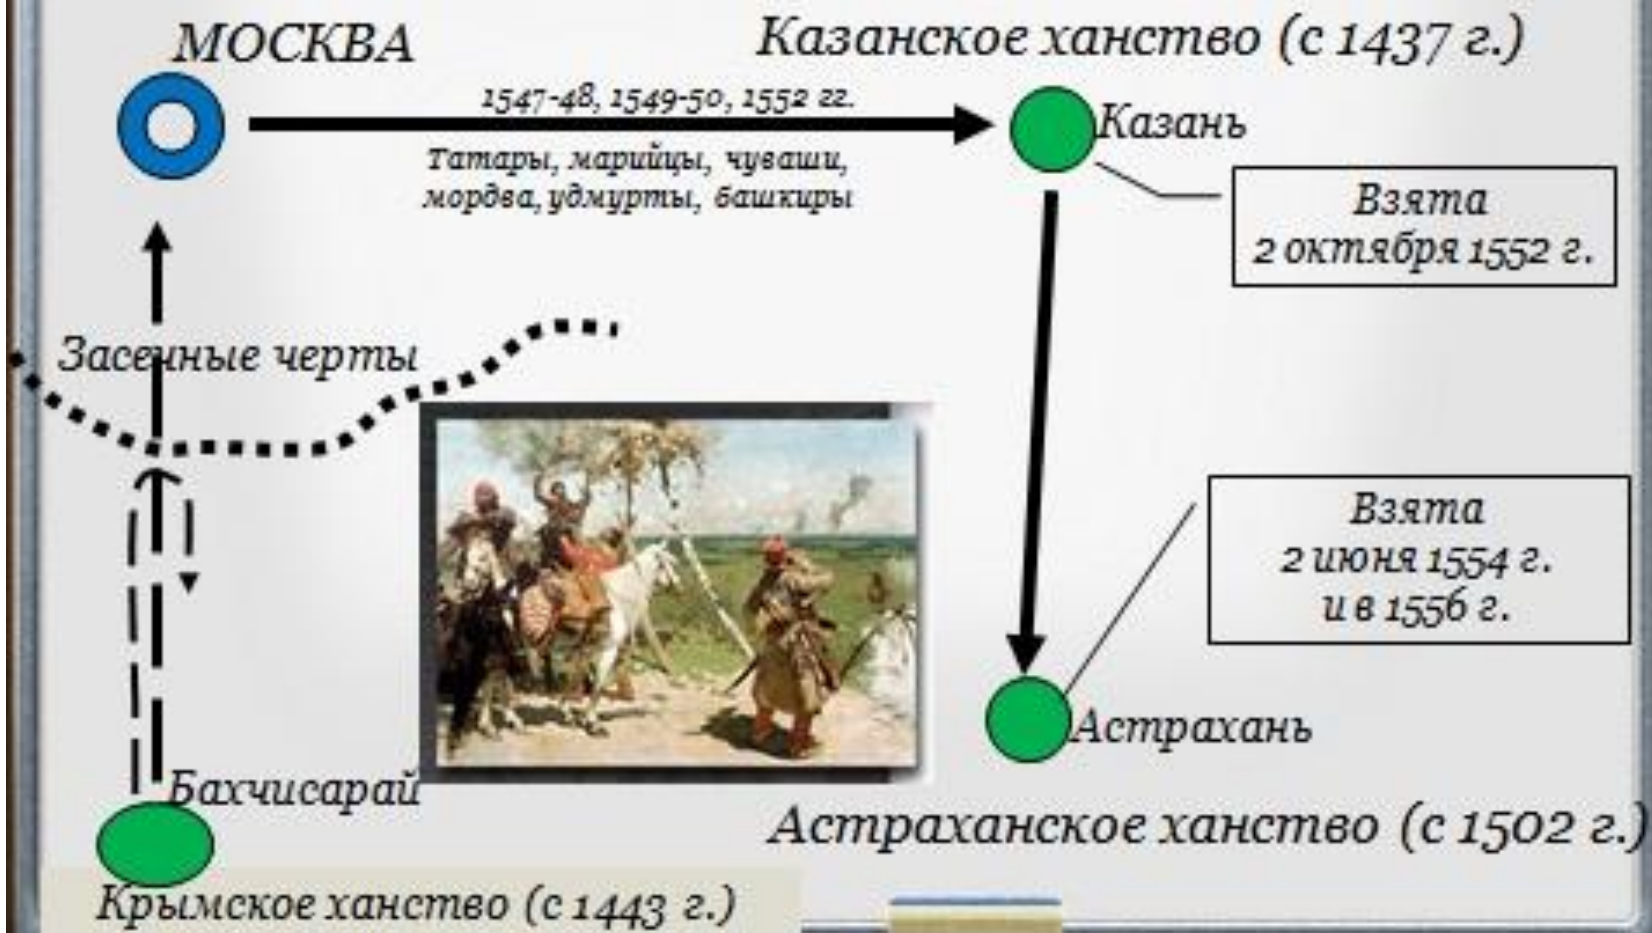 МОСКВА
Казанское ханство (с 1437 г.)
1547-48, 1549-50, 1552 гг.
Казань
Татары, марийцы, чуваши,
мордва, удмурты, башкиры
Взята
2 октября 1552 г.
Засечные черты
Взята
2 июня 1554 г.
и в 1556 г.
Астрахань
Бахчисарай
Астраханское ханство (с 1502 г.)
Крымское ханство (с 1443 г.)